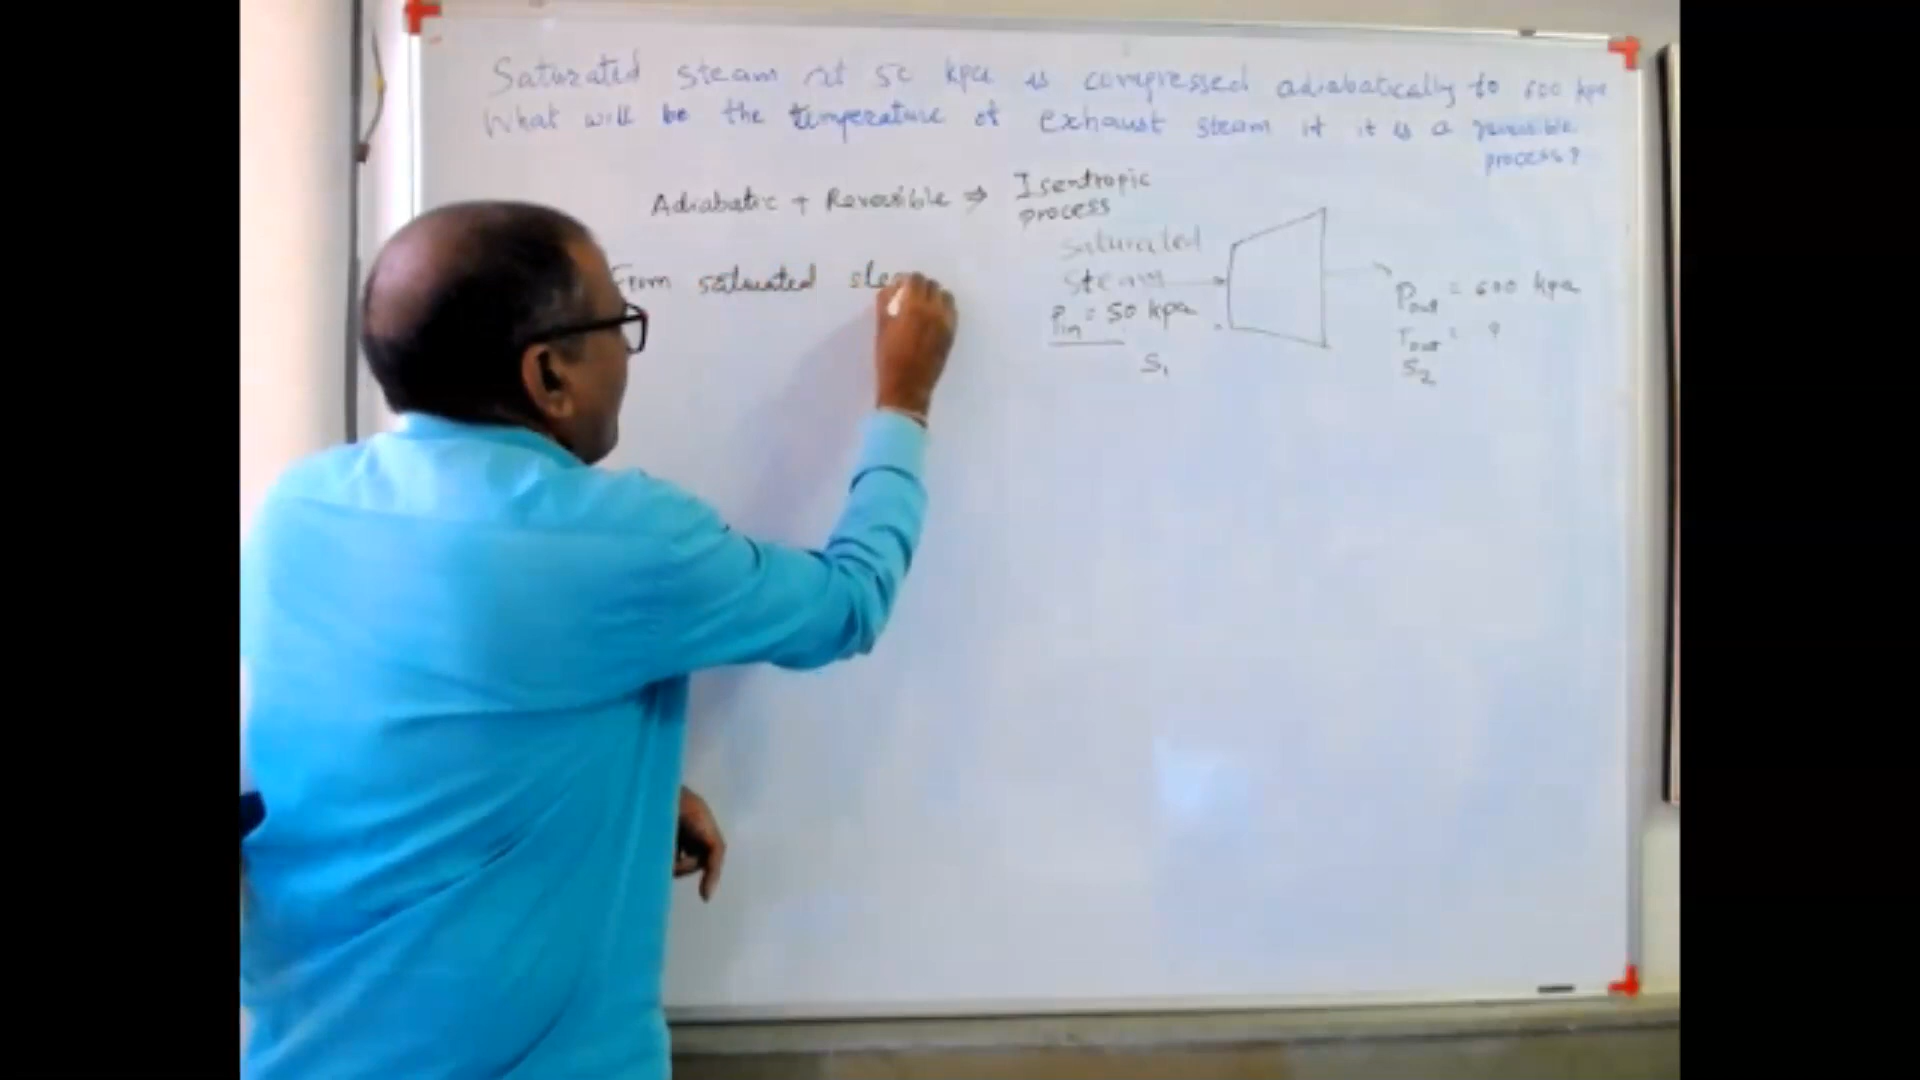 Saturated steam at 50 kpa is compressed adiabatically to 600 kpa
What will be the temperature of exhaust steam if it is a reversible
process?
Adiabatic + Reversible ⇒ Isentropic
process
Saturated
steam
Pin = 50 kpa
S1
Pout = 600 kpa
Tout = ?
S2
From saturated